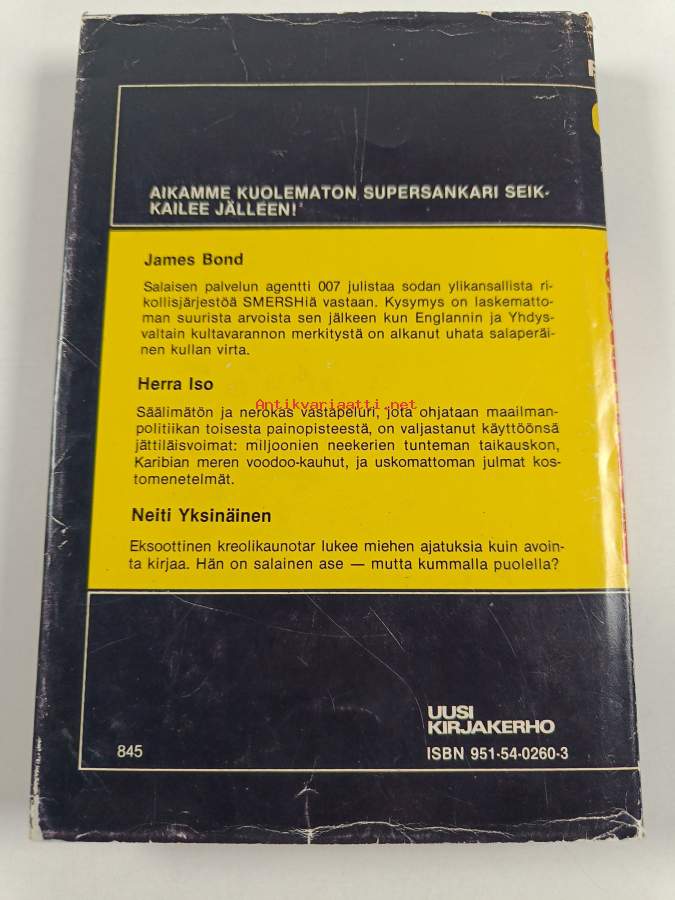 AIKAMME KUOLEMATON SUPERSANKARI SEIK-
KAILEE JÄLLEEN!
James Bond
Salaisen palvelun agentti 007 julistaa sodan ylikansallista ri-
kollisjärjestöä SMERSHiä vastaan. Kysymys on laskematto-
man suurista arvoista sen jälkeen kun Englannin ja Yhdys-
valtain kultavarannon merkitystä on alkanut uhata salaperäi-
nen kullan virta.
Herra Iso
Antikvariaatti.net
Säälimätön ja nerokas vastapeluri, jota ohjataan maailman-
politiikan toisesta painopisteestä, on valjastanut käyttöönsä
jättiläisvoimat: miljoonien neekerien tunteman taikauskon,
Karibian meren voodoo-kauhut, ja uskomattoman julmat kos-
tomenetelmät.
Neiti Yksinäinen
Eksoottinen kreolikaunotar lukee miehen ajatuksia kuin avoin-
ta kirjaa. Hän on salainen ase — mutta kummalla puolella?
UUSI
KIRJAKERHO
845
ISBN 951-54-0260-3